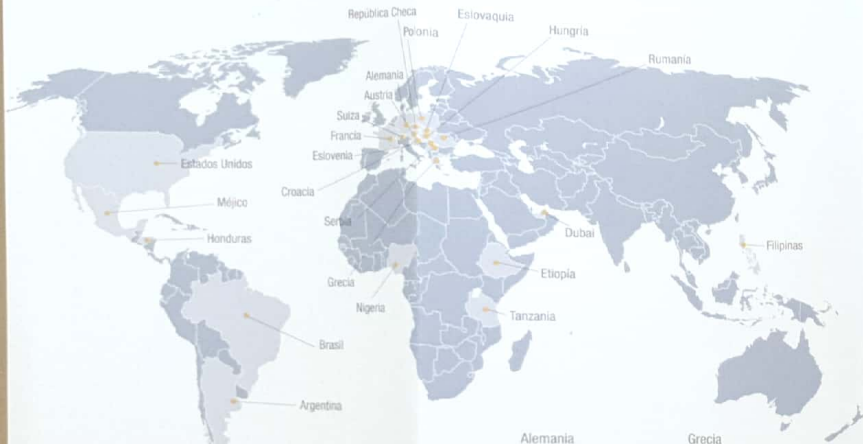 República Checa
Eslovaquia
Polonia
Hungria
Rumania
Alemania
Austria
Suiza
Francia
Eslovenia
Croacia
Serbia
Grecia
Nigeria
Estados Unidos
Méjico
Honduras
Brasil
Argentina
Dubai
Etiopía
Tanzania
Filipinas
Alemania
Grecia